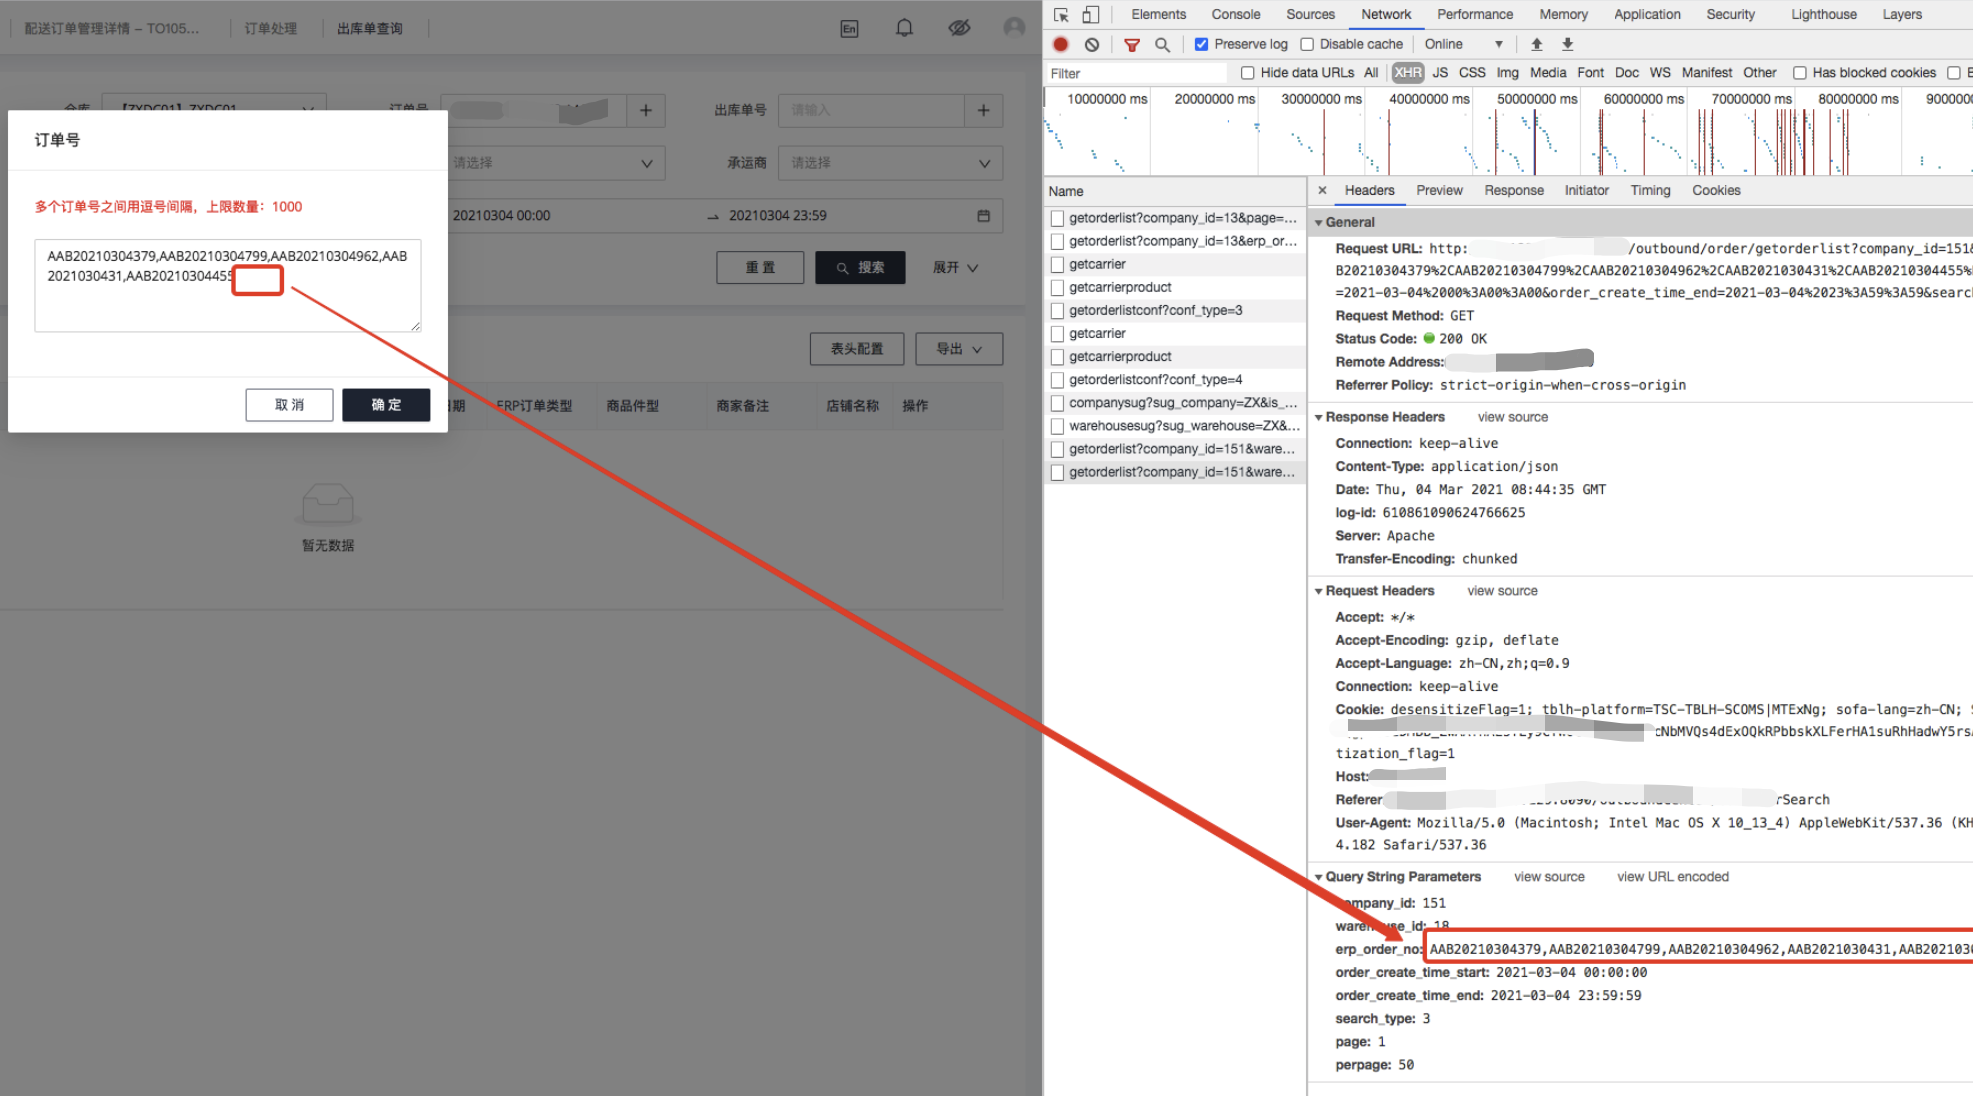 配送订单管理详情 – TO105...
订单处理
出库单查询
En
仓库
【ZXDC01】ZXDC01
订单号
出库单号
请输入
请选择
承运商
请选择
20210304 00:00
20210304 23:59
重 置
搜索
展开
表头配置
导出
ERP订单类型
商品件型
商家备注
店铺名称
操作
暂无数据
订单号
多个订单号之间用逗号间隔，上限数量：1000
AAB20210304379,AAB20210304799,AAB20210304962,AAB
2021030431,AAB20210304455
取 消
确 定
Elements Console Sources Network Performance Memory Application Security Lighthouse Layers
Preserve log Disable cache Online
Filter Hide data URLs All XHR JS CSS Img Media Font Doc WS Manifest Other Has blocked cookies
10000000 ms 20000000 ms 30000000 ms 40000000 ms 50000000 ms 60000000 ms 70000000 ms 80000000 ms 900000
Name
getorderlist?company_id=13&page=...
getorderlist?company_id=13&erp_or...
getcarrier
getcarrierproduct
getorderlistconf?conf_type=3
getcarrier
getcarrierproduct
getorderlistconf?conf_type=4
companysug?sug_company=ZX&is_...
warehousesug?sug_warehouse=ZX&...
getorderlist?company_id=151&ware...
getorderlist?company_id=151&ware...
Headers Preview Response Initiator Timing Cookies
General
Request URL: http: /outbound/order/getorderlist?company_id=151&
B20210304379%2CAAB20210304799%2CAAB20210304962%2CAAB2021030431%2CAAB20210304455%
=2021-03-04%2000%3A00%3A00&order_create_time_end=2021-03-04%2023%3A59%3A59&searc
Request Method: GET
Status Code: 200 OK
Remote Address:
Referrer Policy: strict-origin-when-cross-origin
Response Headers view source
Connection: keep-alive
Content-Type: application/json
Date: Thu, 04 Mar 2021 08:44:35 GMT
log-id: 610861090624766625
Server: Apache
Transfer-Encoding: chunked
Request Headers view source
Accept: */*
Accept-Encoding: gzip, deflate
Accept-Language: zh-CN,zh;q=0.9
Connection: keep-alive
Cookie: desensitizeFlag=1; tblh-platform=TSC-TBLH-SCOMS|MTExNg; sofa-lang=zh-CN;
cNbMVQs4dExOQkRPbbskXLFerHA1suRhHadwY5rs
tization_flag=1
Host:
Referer rSearch
User-Agent: Mozilla/5.0 (Macintosh; Intel Mac OS X 10_13_4) AppleWebKit/537.36 (KH
4.182 Safari/537.36
Query String Parameters view source view URL encoded
company_id: 151
warehouse_id: 18
erp_order_no: AAB20210304379,AAB20210304799,AAB20210304962,AAB2021030431,AAB202103
order_create_time_start: 2021-03-04 00:00:00
order_create_time_end: 2021-03-04 23:59:59
search_type: 3
page: 1
perpage: 50